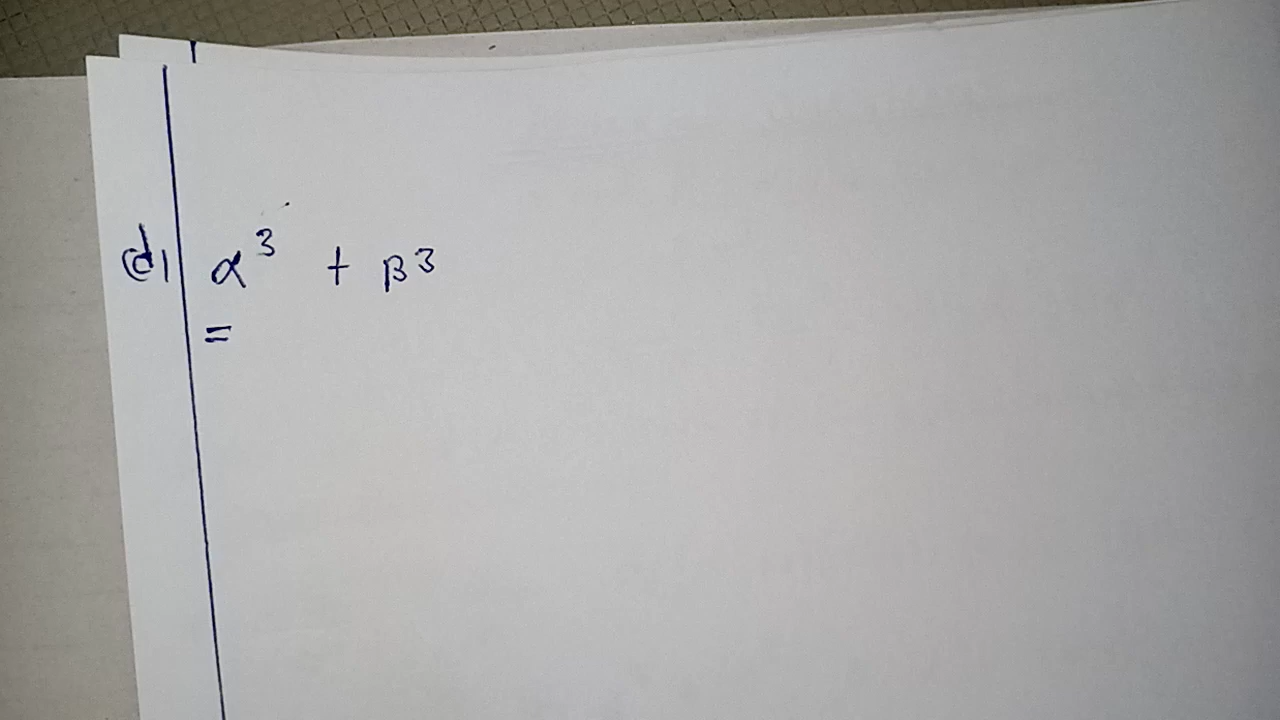 (d) α³ + β³
=